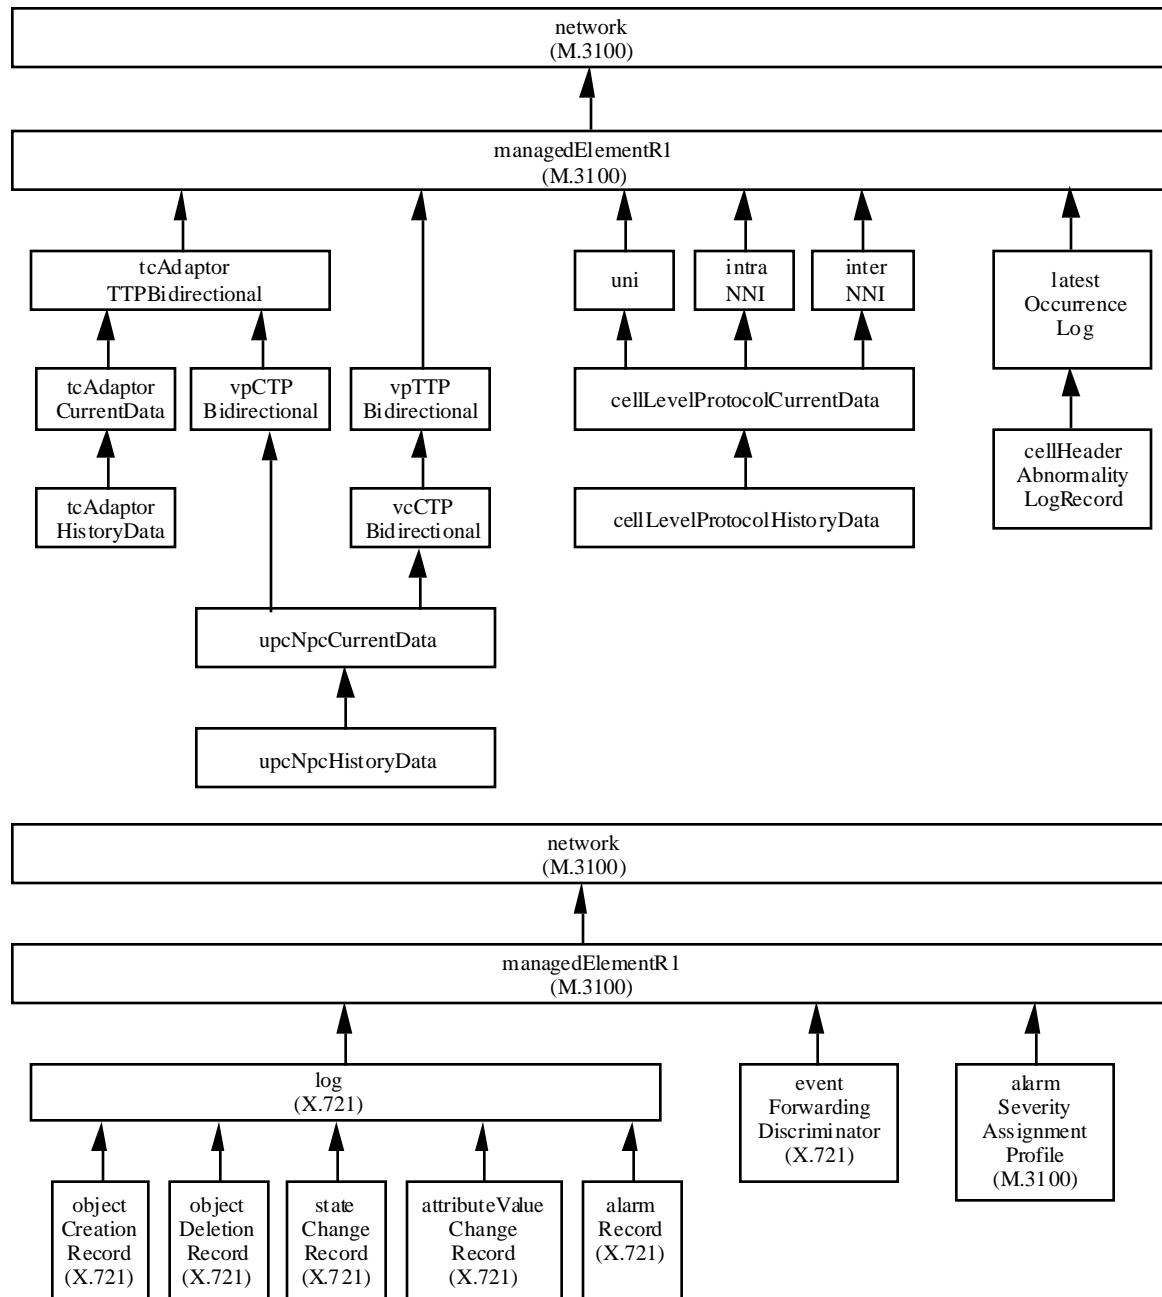 network
(M.3100)
managedElementR1
(M.3100)
tcAdaptor
TTPBidirectional
uni
intra
NNI
inter
NNI
latest
Occurrence
Log
tcAdaptor
CurrentData
vpCTP
Bidirectional
vpTTP
Bidirectional
cellLevelProtocolCurrentData
cellHeader
Abnormality
LogRecord
tcAdaptor
HistoryData
vcCTP
Bidirectional
cellLevelProtocolHistoryData
upcNpcCurrentData
upcNpcHistoryData
network
(M.3100)
managedElementR1
(M.3100)
log
(X.721)
event
Forwarding
Discriminator
(X.721)
alarm
Severity
Assignment
Profile
(M.3100)
object
Creation
Record
(X.721)
object
Deletion
Record
(X.721)
state
Change
Record
(X.721)
attributeValue
Change
Record
(X.721)
alarm
Record
(X.721)